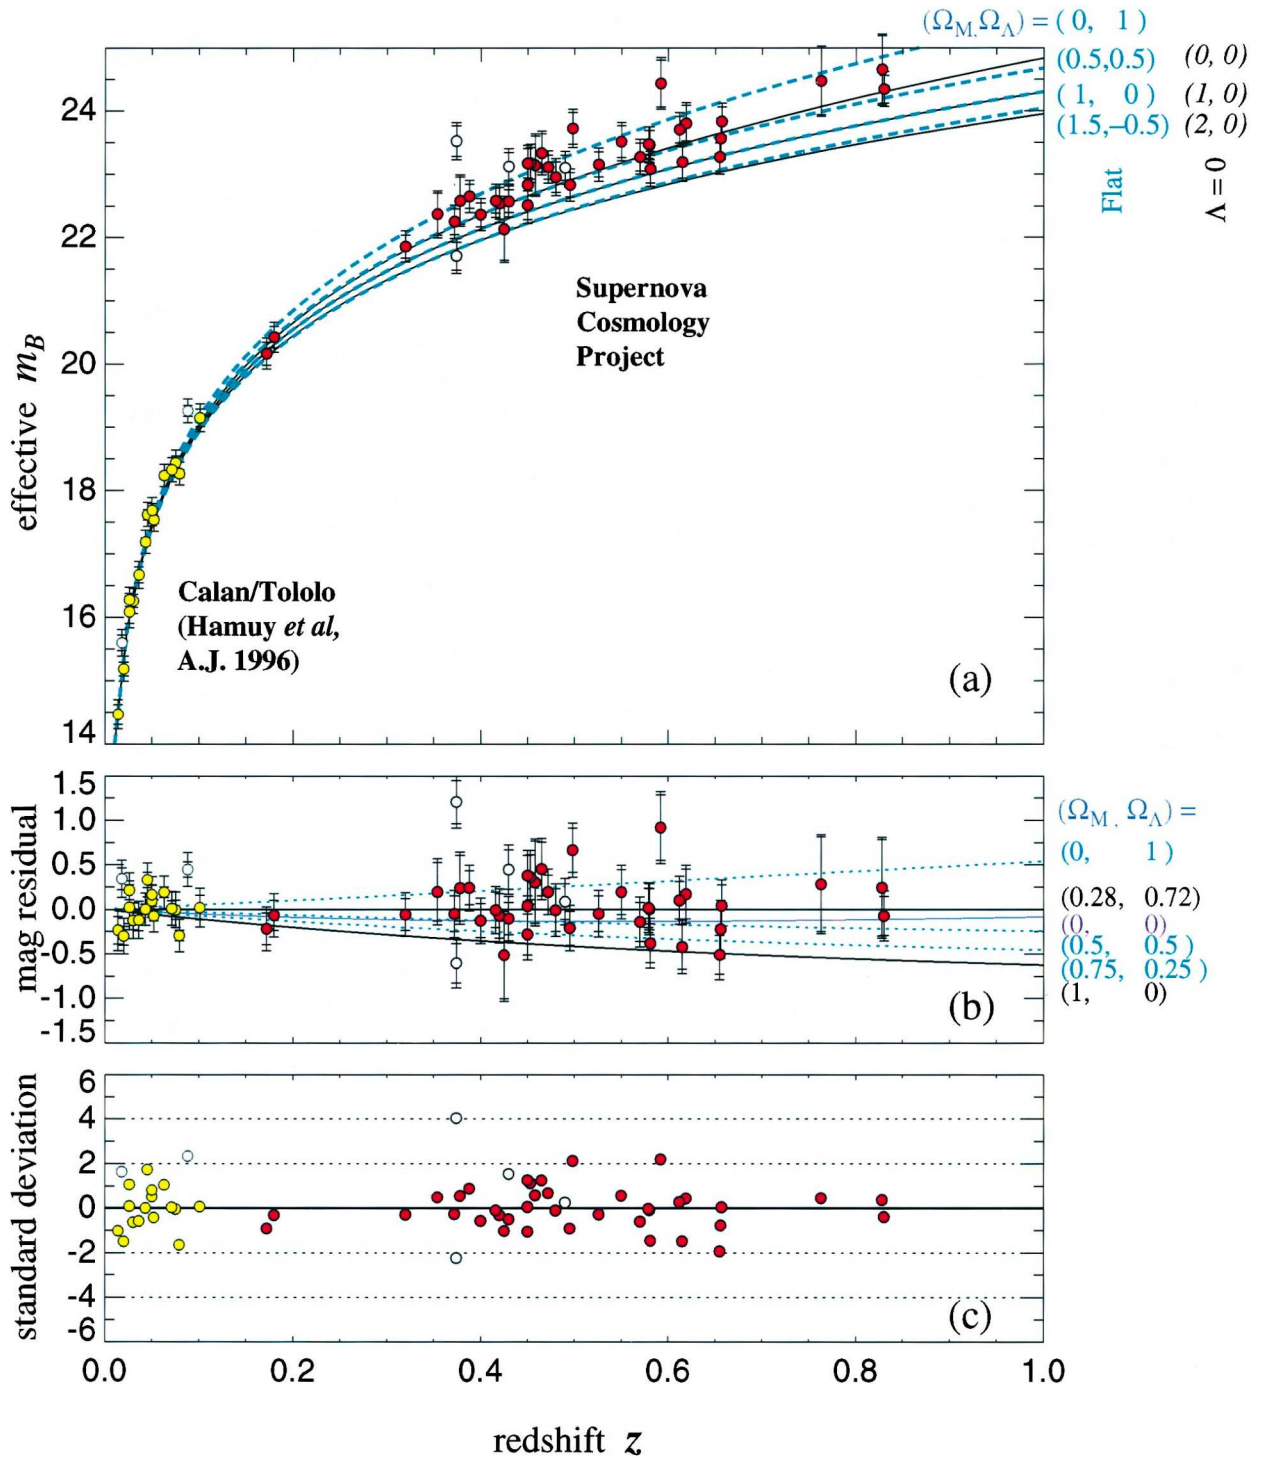 (ΩM,ΩΛ) = ( 0, 1 )
(0.5,0.5) (0, 0)
( 1, 0 ) (1, 0)
(1.5,–0.5) (2, 0)
Flat
Λ = 0
effective mB
24
22
20
18
16
14
Supernova
Cosmology
Project
Calan/Tololo
(Hamuy et al,
A.J. 1996)
(a)
mag residual
1.5
1.0
0.5
0.0
-0.5
-1.0
-1.5
(b)
(ΩM , ΩΛ) =
(0, 1)
(0.28, 0.72)
(0, 0)
(0.5, 0.5 )
(0.75, 0.25 )
(1, 0)
standard deviation
6
4
2
0
-2
-4
-6
(c)
0.0 0.2 0.4 0.6 0.8 1.0
redshift z